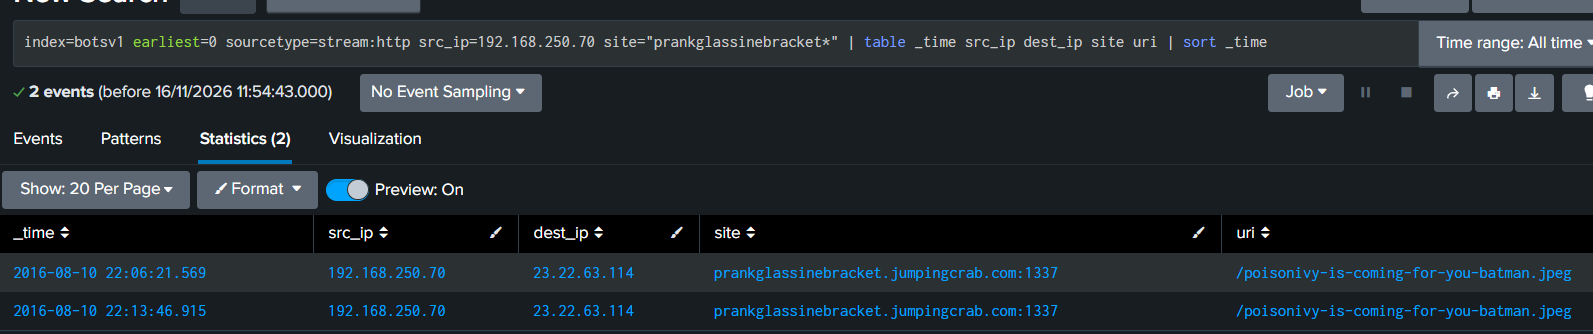 New Search
index=botsv1 earliest=0 sourcetype=stream:http src_ip=192.168.250.70 site="prankglassinebracket*" | table _time src_ip dest_ip site uri | sort _time
Time range: All time
2 events (before 16/11/2026 11:54:43.000)
No Event Sampling
Job
Events Patterns Statistics (2) Visualization
Show: 20 Per Page Format Preview: On
_time src_ip dest_ip site uri
2016-08-10 22:06:21.569 192.168.250.70 23.22.63.114 prankglassinebracket.jumpingcrab.com:1337 /poisonivy-is-coming-for-you-batman.jpeg
2016-08-10 22:13:46.915 192.168.250.70 23.22.63.114 prankglassinebracket.jumpingcrab.com:1337 /poisonivy-is-coming-for-you-batman.jpeg